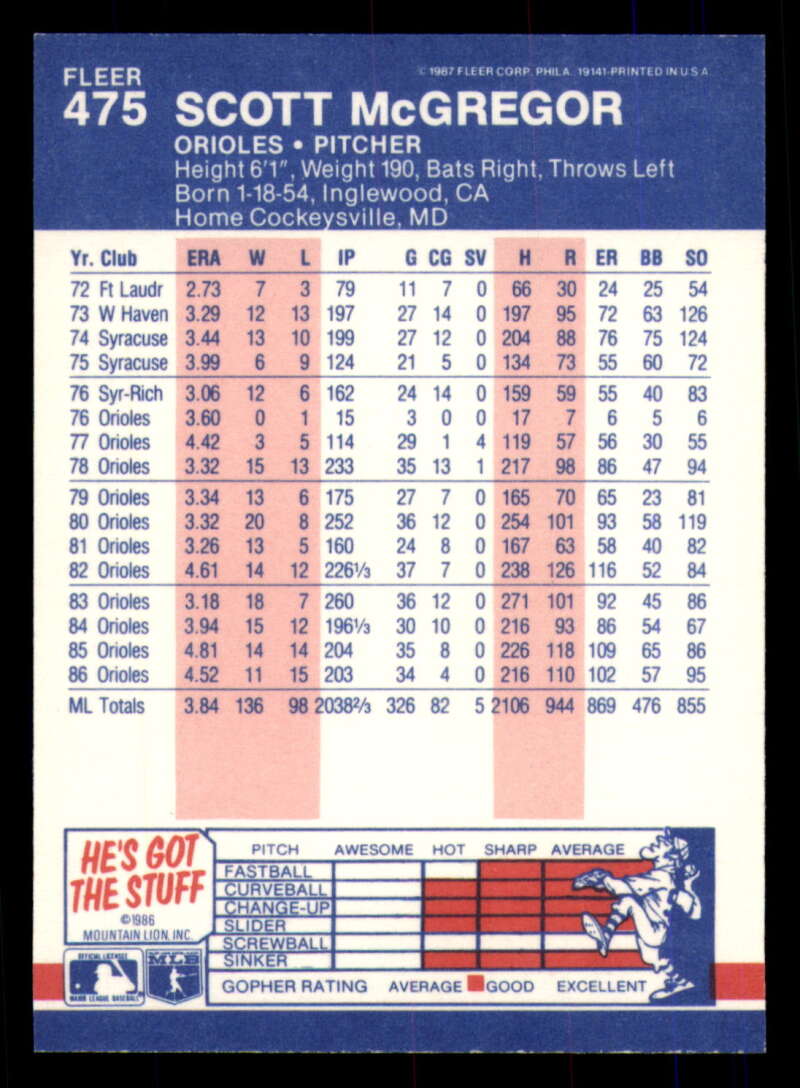 FLEER
475 SCOTT McGREGOR
© 1987 FLEER CORP. PHILA. 19141-PRINTED IN U.S.A.
ORIOLES • PITCHER
Height 6'1", Weight 190, Bats Right, Throws Left
Born 1-18-54, Inglewood, CA
Home Cockeysville, MD
Yr. Club ERA W L IP G CG SV H R ER BB SO
72 Ft Laudr 2.73 7 3 79 11 7 0 66 30 24 25 54
73 W Haven 3.29 12 13 197 27 14 0 197 95 72 63 126
74 Syracuse 3.44 13 10 199 27 12 0 204 88 76 75 124
75 Syracuse 3.99 6 9 124 21 5 0 134 73 55 60 72
76 Syr-Rich 3.06 12 6 162 24 14 0 159 59 55 40 83
76 Orioles 3.60 0 1 15 3 0 0 17 7 6 5 6
77 Orioles 4.42 3 5 114 29 1 4 119 57 56 30 55
78 Orioles 3.32 15 13 233 35 13 1 217 98 86 47 94
79 Orioles 3.34 13 6 175 27 7 0 165 70 65 23 81
80 Orioles 3.32 20 8 252 36 12 0 254 101 93 58 119
81 Orioles 3.26 13 5 160 24 8 0 167 63 58 40 82
82 Orioles 4.61 14 12 226⅓ 37 7 0 238 126 116 52 84
83 Orioles 3.18 18 7 260 36 12 0 271 101 92 45 86
84 Orioles 3.94 15 12 196⅓ 30 10 0 216 93 86 54 67
85 Orioles 4.81 14 14 204 35 8 0 226 118 109 65 86
86 Orioles 4.52 11 15 203 34 4 0 216 110 102 57 95
ML Totals 3.84 136 98 2038⅔ 326 82 5 2106 944 869 476 855
HE'S GOT
THE STUFF
©1986
MOUNTAIN LION, INC.
PITCH AWESOME HOT SHARP AVERAGE
FASTBALL
CURVEBALL
CHANGE-UP
SLIDER
SCREWBALL
SINKER
GOPHER RATING AVERAGE GOOD EXCELLENT
OFFICIAL LICENSEE
MAJOR LEAGUE BASEBALL
MLB